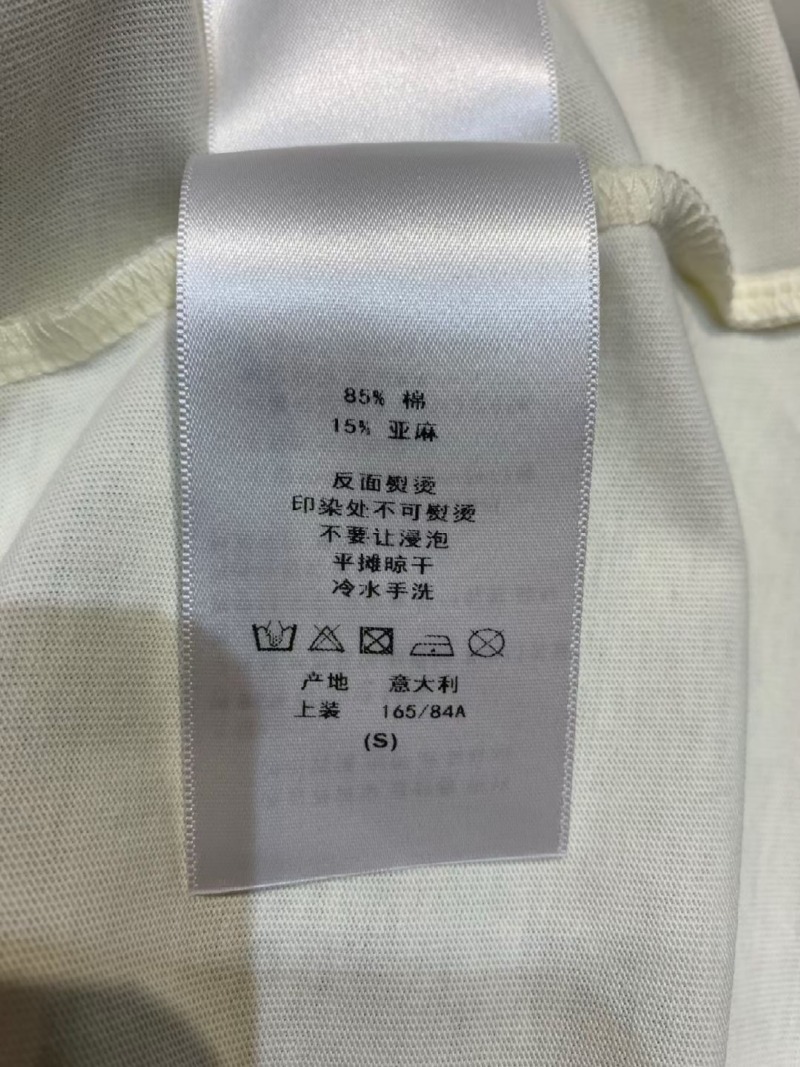 85% 棉
15% 亚麻
反面熨烫
印染处不可熨烫
不要让浸泡
平摊晾干
冷水手洗
产地 意大利
上装 165/84A
(S)